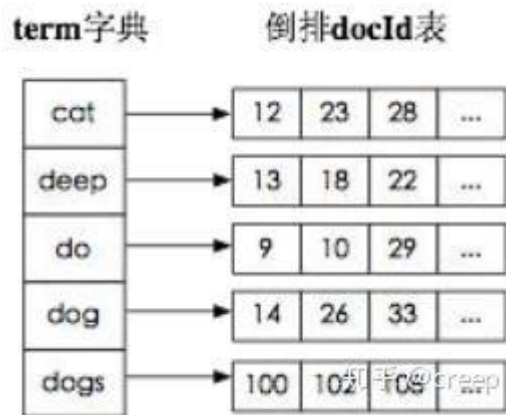 term字典 倒排docId表
cat 12 23 28 ...
deep 13 18 22 ...
do 9 10 29 ...
dog 14 26 33 ...
dogs 100 102 ...
知乎 @creep